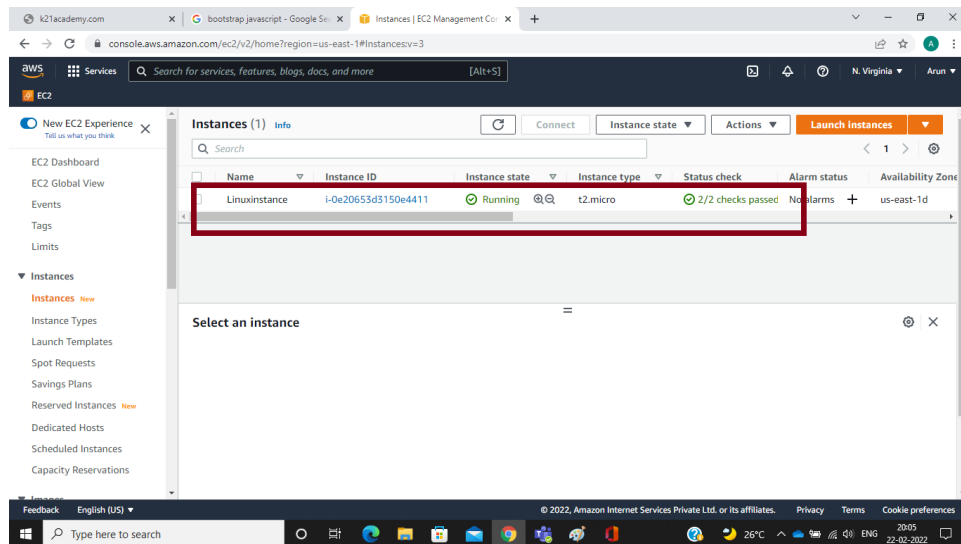 k21academy.com
bootstrap javascript - Google Se
Instances | EC2 Management Con
console.aws.amazon.com/ec2/v2/home?region=us-east-1#Instances:v=3
A
aws
Services
Search for services, features, blogs, docs, and more
[Alt+S]
N. Virginia
Arun
EC2
New EC2 Experience
Tell us what you think
EC2 Dashboard
EC2 Global View
Events
Tags
Limits
Instances
Instances New
Instance Types
Launch Templates
Spot Requests
Savings Plans
Reserved Instances New
Dedicated Hosts
Scheduled Instances
Capacity Reservations
Images
Instances (1) Info
Connect
Instance state
Actions
Launch instances
Search
1
Name Instance ID Instance state Instance type Status check Alarm status Availability Zone
Linuxinstance i-0e20653d3150e4411 Running t2.micro 2/2 checks passed No alarms + us-east-1d
Select an instance
Feedback English (US) © 2022, Amazon Internet Services Private Ltd. or its affiliates. Privacy Terms Cookie preferences
Type here to search
26°C
ENG
20:05
22-02-2022